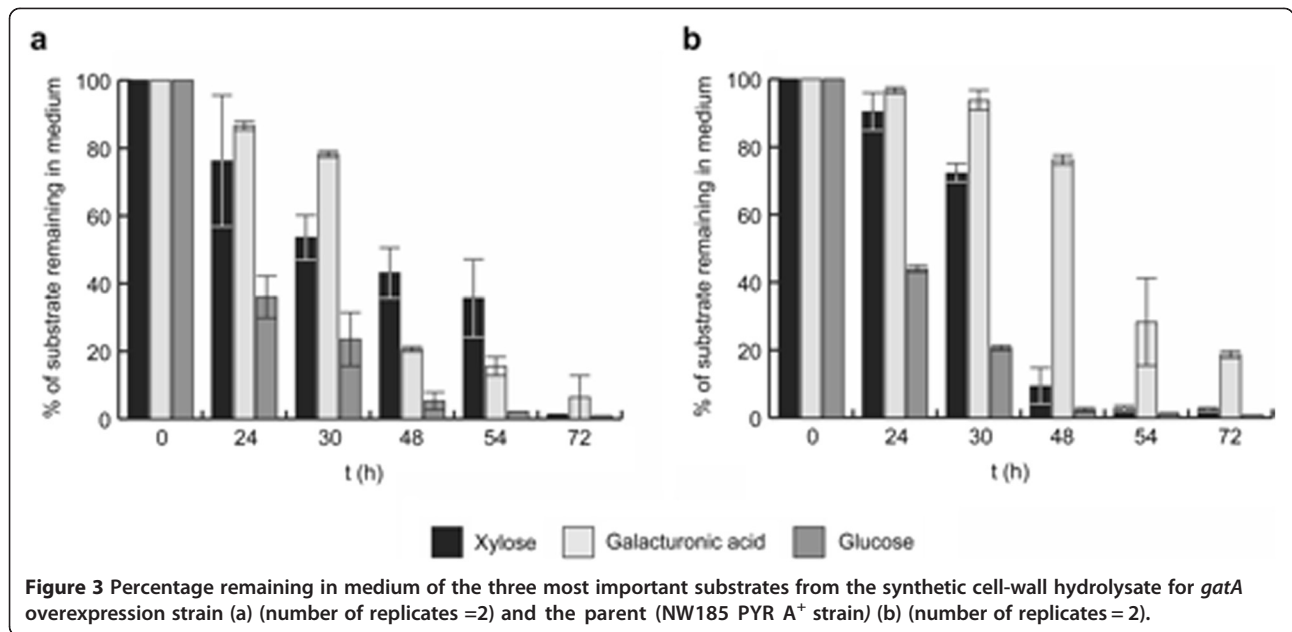 a
% of substrate remaining in medium
100
80
60
40
20
0
0 24 30 48 54 72
t (h)
b
% of substrate remaining in medium
100
80
60
40
20
0
0 24 30 48 54 72
t (h)
Xylose Galacturonic acid Glucose
Figure 3 Percentage remaining in medium of the three most important substrates from the synthetic cell-wall hydrolysate for gatA
overexpression strain (a) (number of replicates =2) and the parent (NW185 PYR A+ strain) (b) (number of replicates = 2).